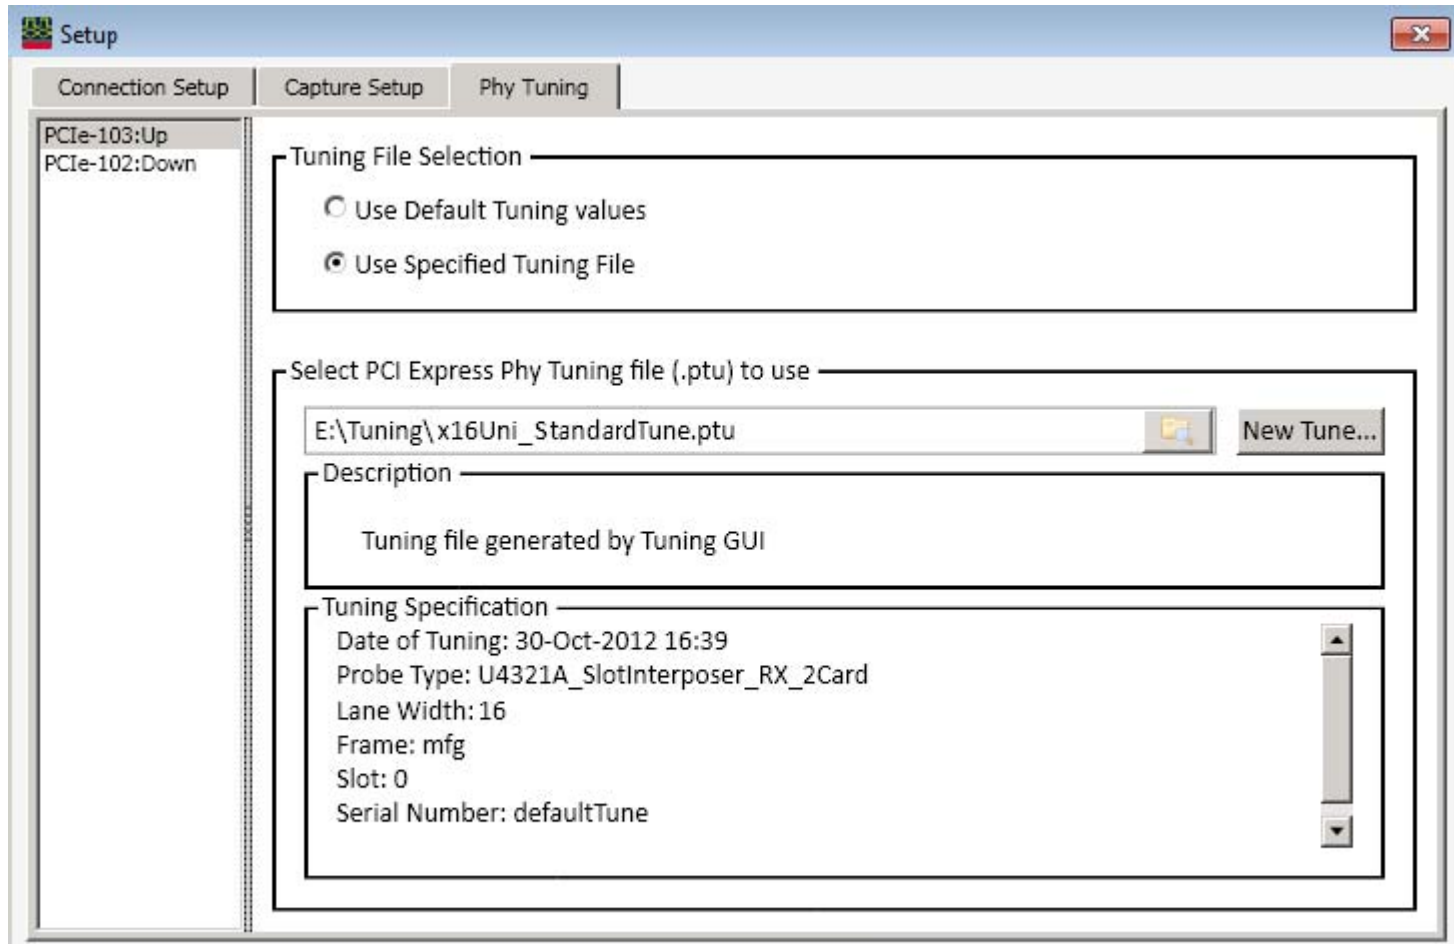 Setup
Connection Setup
Capture Setup
Phy Tuning
PCIe-103:Up
PCIe-102:Down
Tuning File Selection
Use Default Tuning values
Use Specified Tuning File
Select PCI Express Phy Tuning file (.ptu) to use
E:\Tuning\x16Uni_StandardTune.ptu
New Tune...
Description
Tuning file generated by Tuning GUI
Tuning Specification
Date of Tuning: 30-Oct-2012 16:39
Probe Type: U4321A_SlotInterposer_RX_2Card
Lane Width: 16
Frame: mfg
Slot: 0
Serial Number: defaultTune